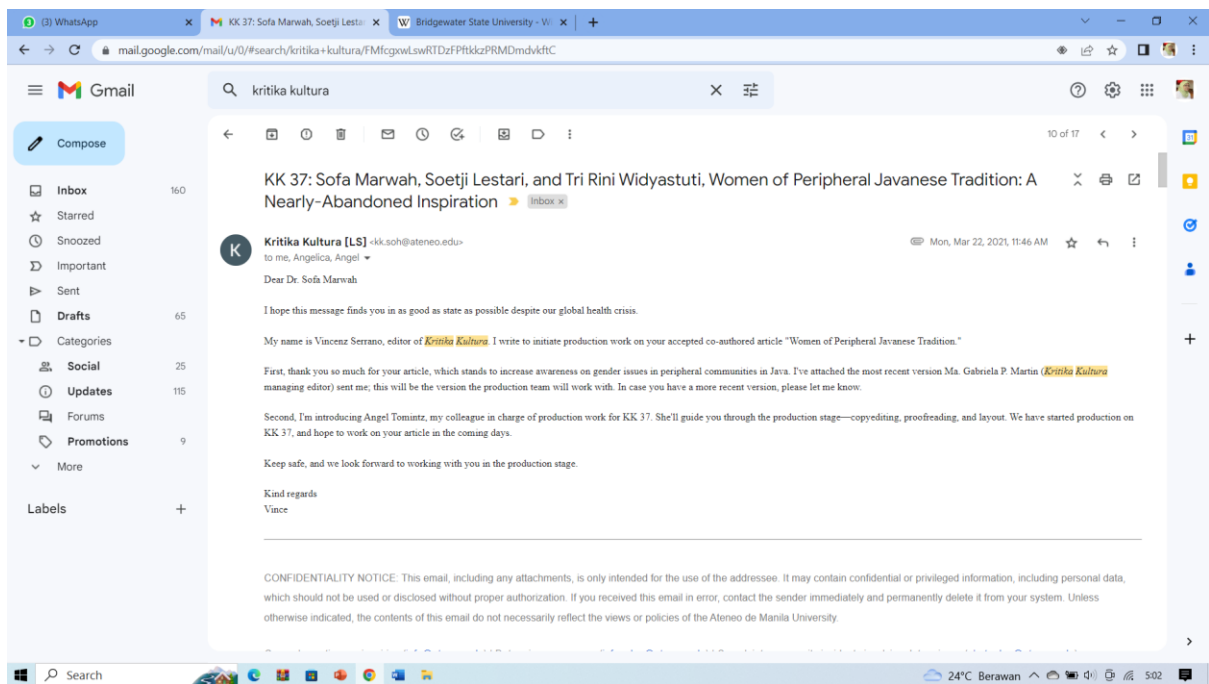 (3) WhatsApp
KK 37: Sofa Marwah, Soetji Lestar
Bridgewater State University - Wi
mail.google.com/mail/u/0/#search/kritika+kultura/FMfcgxwLswRTDzFPftkkzPRMDmdvkftC
Gmail
kritika kultura
Compose
10 of 17
Inbox 160
Starred
Snoozed
Important
Sent
Drafts 65
Categories
Social 25
Updates 115
Forums
Promotions 9
More
Labels
KK 37: Sofa Marwah, Soetji Lestari, and Tri Rini Widyastuti, Women of Peripheral Javanese Tradition: A
Nearly-Abandoned Inspiration Inbox x
K
Kritika Kultura [LS] <kk.soh@ateneo.edu> Mon, Mar 22, 2021, 11:46 AM
to me, Angelica, Angel
Dear Dr. Sofa Marwah
I hope this message finds you in as good as state as possible despite our global health crisis.
My name is Vincenz Serrano, editor of Kritika Kultura. I write to initiate production work on your accepted co-authored article "Women of Peripheral Javanese Tradition."
First, thank you so much for your article, which stands to increase awareness on gender issues in peripheral communities in Java. I've attached the most recent version Ma. Gabriela P. Martin (Kritika Kultura
managing editor) sent me; this will be the version the production team will work with. In case you have a more recent version, please let me know.
Second, I'm introducing Angel Tomintz, my colleague in charge of production work for KK 37. She'll guide you through the production stage—copyediting, proofreading, and layout. We have started production on
KK 37, and hope to work on your article in the coming days.
Keep safe, and we look forward to working with you in the production stage.
Kind regards
Vince
CONFIDENTIALITY NOTICE: This email, including any attachments, is only intended for the use of the addressee. It may contain confidential or privileged information, including personal data,
which should not be used or disclosed without proper authorization. If you received this email in error, contact the sender immediately and permanently delete it from your system. Unless
otherwise indicated, the contents of this email do not necessarily reflect the views or policies of the Ateneo de Manila University.
Search
24°C Berawan 5:02